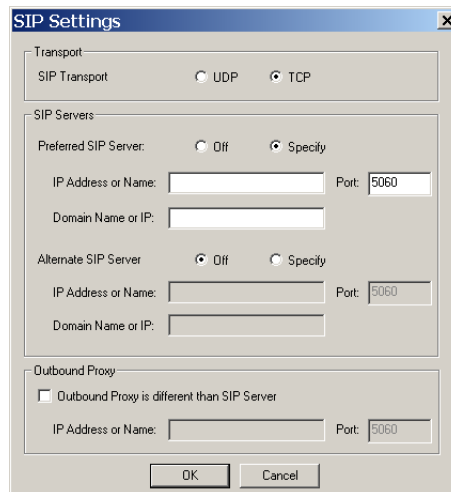 SIP Settings
Transport
SIP Transport UDP TCP
SIP Servers
Preferred SIP Server: Off Specify
IP Address or Name: Port: 5060
Domain Name or IP:
Alternate SIP Server Off Specify
IP Address or Name: Port: 5060
Domain Name or IP:
Outbound Proxy
Outbound Proxy is different than SIP Server
IP Address or Name: Port: 5060
OK Cancel